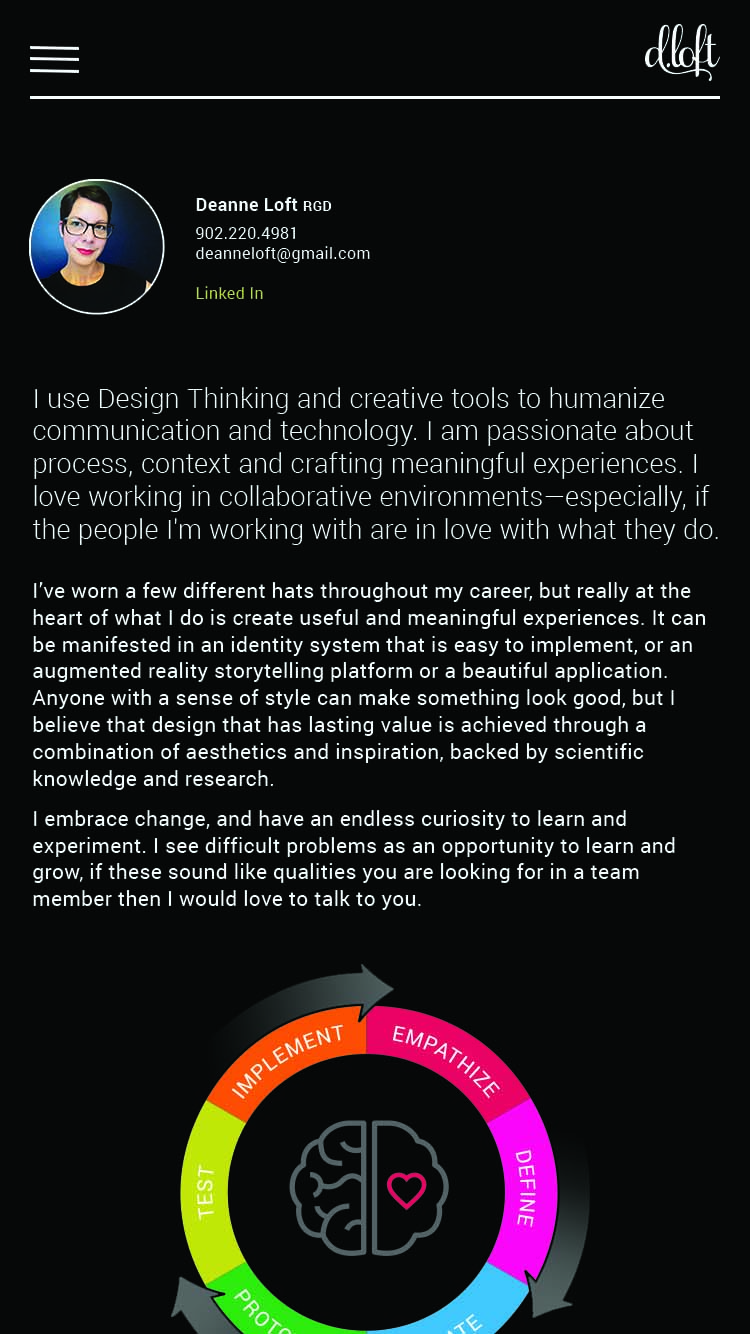 d.loft
Deanne Loft RGD
902.220.4981
deanneloft@gmail.com
Linked In
I use Design Thinking and creative tools to humanize
communication and technology. I am passionate about
process, context and crafting meaningful experiences. I
love working in collaborative environments—especially, if
the people I'm working with are in love with what they do.
I’ve worn a few different hats throughout my career, but really at the
heart of what I do is create useful and meaningful experiences. It can
be manifested in an identity system that is easy to implement, or an
augmented reality storytelling platform or a beautiful application.
Anyone with a sense of style can make something look good, but I
believe that design that has lasting value is achieved through a
combination of aesthetics and inspiration, backed by scientific
knowledge and research.
I embrace change, and have an endless curiosity to learn and
experiment. I see difficult problems as an opportunity to learn and
grow, if these sound like qualities you are looking for in a team
member then I would love to talk to you.
IMPLEMENT
EMPATHIZE
DEFINE
TEST